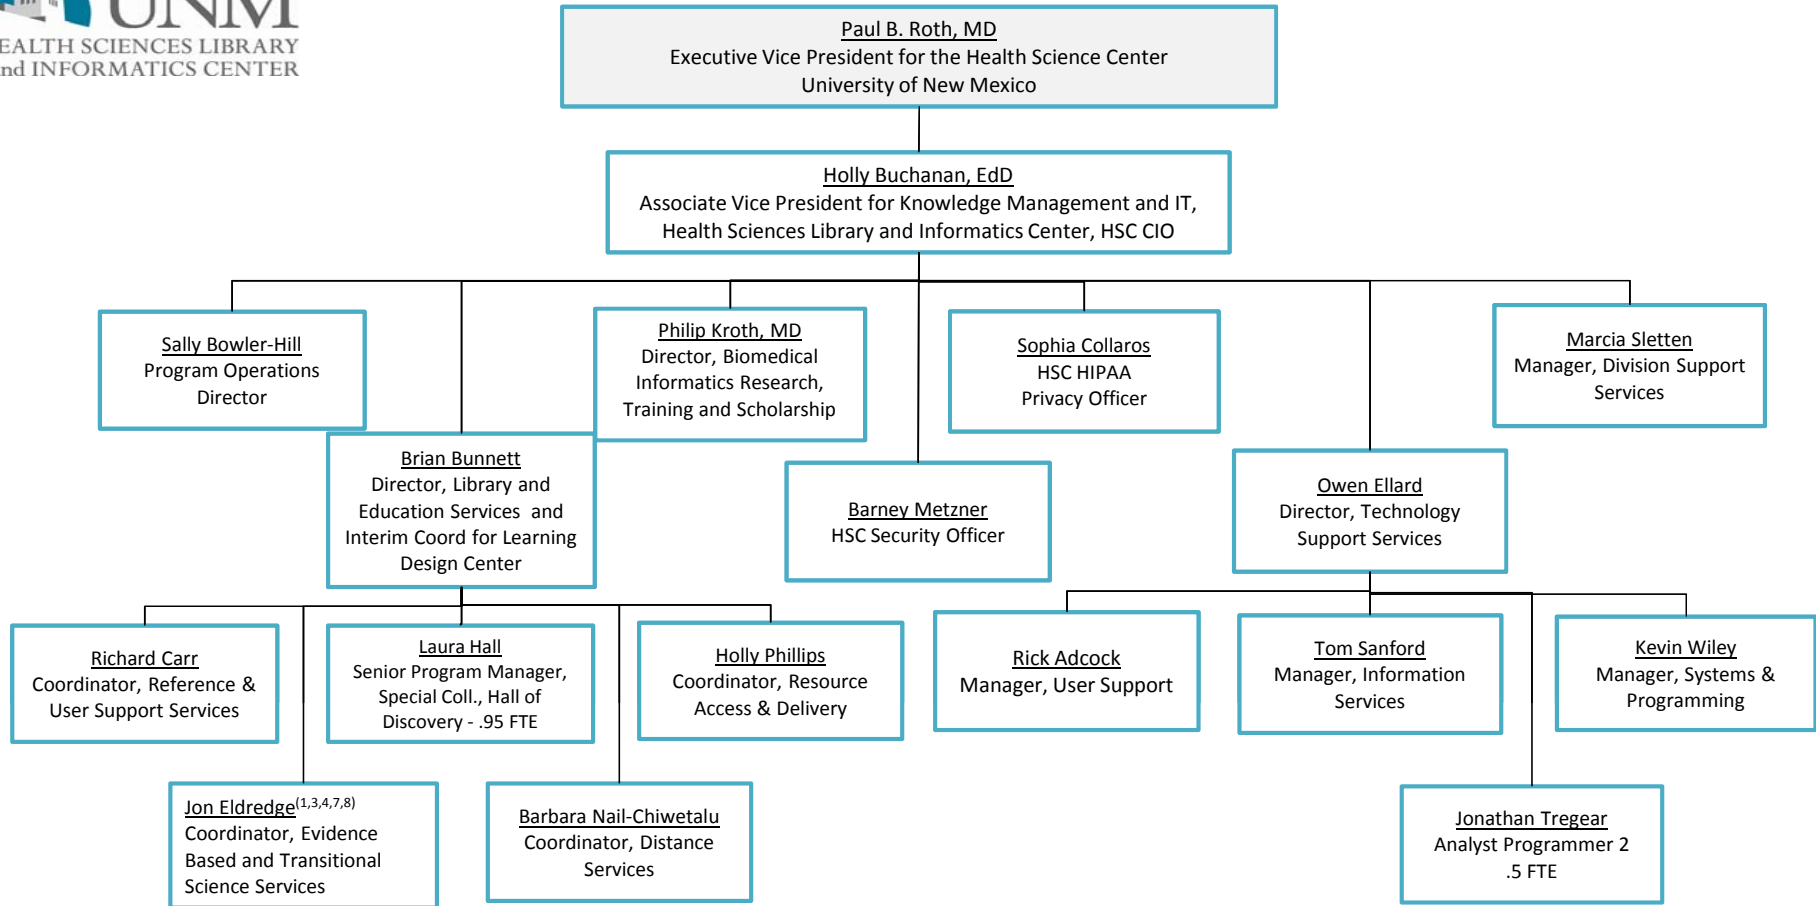 UNM
EALTH SCIENCES LIBRARY
nd INFORMATICS CENTER
Paul B. Roth, MD
Executive Vice President for the Health Science Center
University of New Mexico
Holly Buchanan, EdD
Associate Vice President for Knowledge Management and IT,
Health Sciences Library and Informatics Center, HSC CIO
Sally Bowler-Hill
Program Operations
Director
Philip Kroth, MD
Director, Biomedical
Informatics Research,
Training and Scholarship
Sophia Collaros
HSC HIPAA
Privacy Officer
Marcia Sletten
Manager, Division Support
Services
Brian Bunnett
Director, Library and
Education Services and
Interim Coord for Learning
Design Center
Barney Metzner
HSC Security Officer
Owen Ellard
Director, Technology
Support Services
Richard Carr
Coordinator, Reference &
User Support Services
Laura Hall
Senior Program Manager,
Special Coll., Hall of
Discovery - .95 FTE
Holly Phillips
Coordinator, Resource
Access & Delivery
Rick Adcock
Manager, User Support
Tom Sanford
Manager, Information
Services
Kevin Wiley
Manager, Systems &
Programming
Jon Eldredge(1,3,4,7,8)
Coordinator, Evidence
Based and Transitional
Science Services
Barbara Nail-Chiwetalu
Coordinator, Distance
Services
Jonathan Tregear
Analyst Programmer 2
.5 FTE